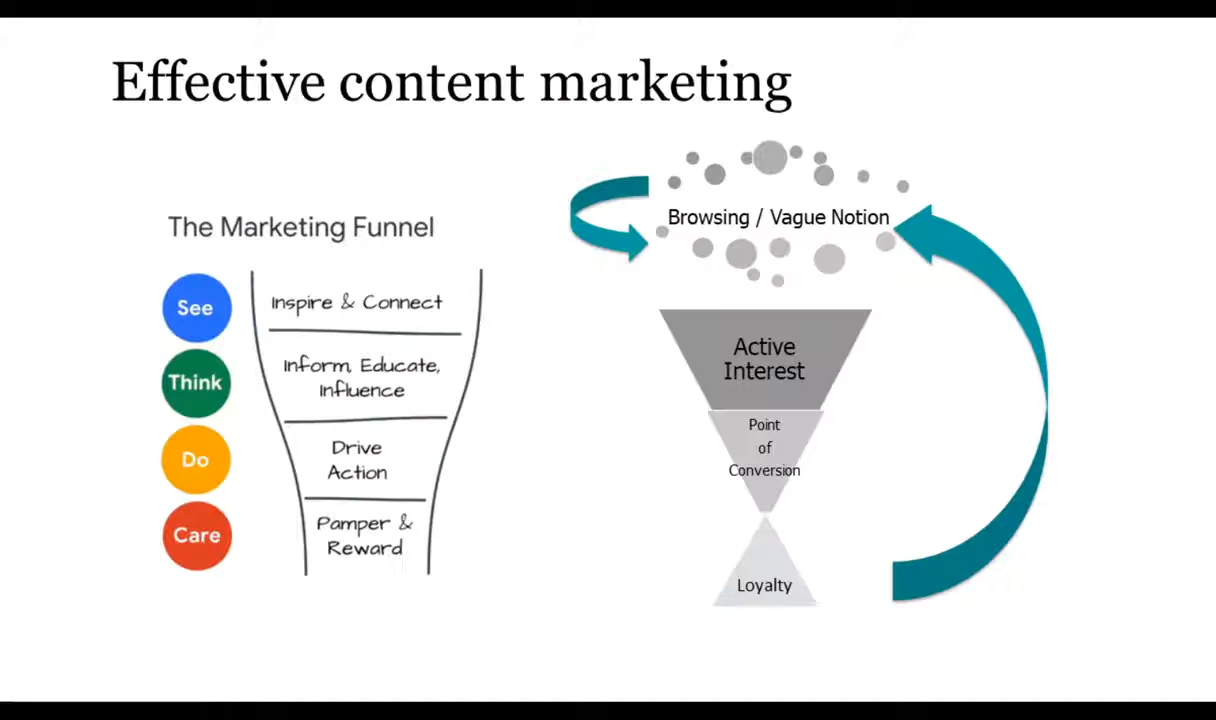 Effective content marketing
The Marketing Funnel
See
Inspire & Connect
Think
Inform, Educate,
Influence
Do
Drive
Action
Care
Pamper &
Reward
Browsing / Vague Notion
Active
Interest
Point
of
Conversion
Loyalty